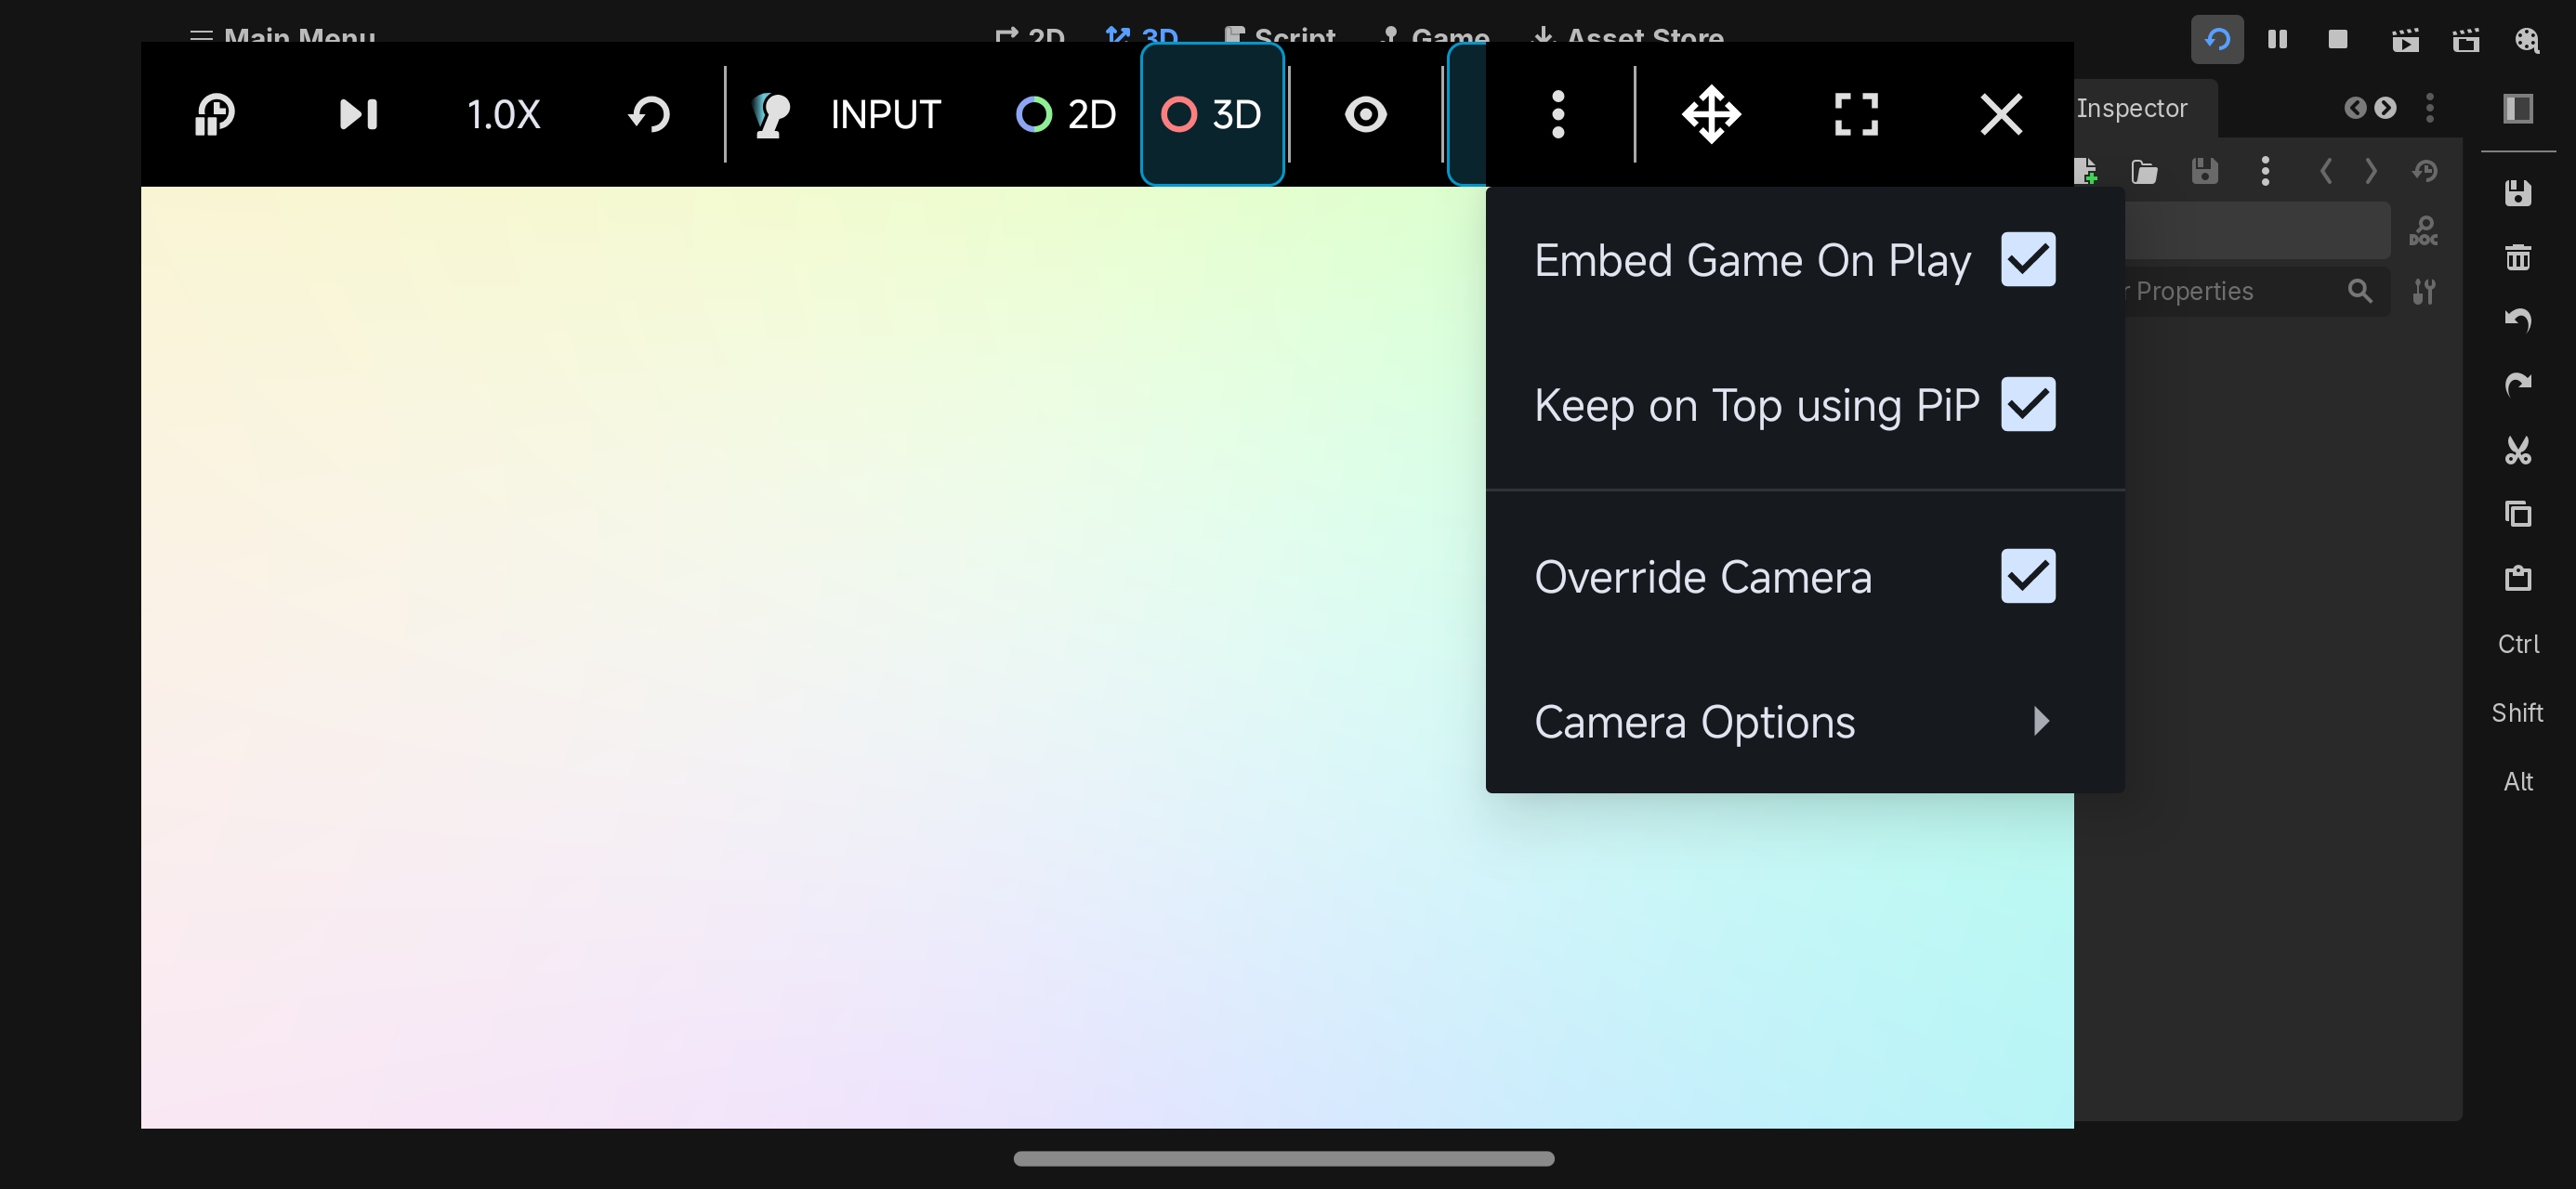 Main Menu
2D
3D
Script
Game
Asset Store
1.0X
INPUT
2D
3D
Inspector
Embed Game On Play
DOC
r Properties
Keep on Top using PiP
Override Camera
Ctrl
Camera Options
Shift
Alt